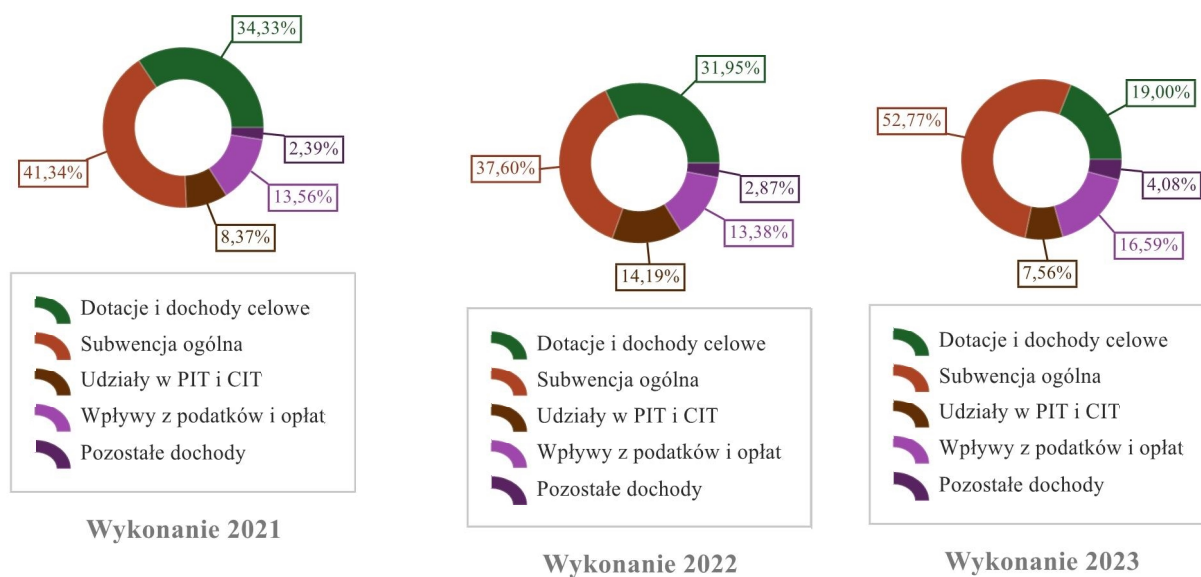 34,33%
41,34%
2,39%
13,56%
8,37%
Dotacje i dochody celowe
Subwencja ogólna
Udziały w PIT i CIT
Wpływy z podatków i opłat
Pozostałe dochody
Wykonanie 2021
31,95%
37,60%
2,87%
13,38%
14,19%
Dotacje i dochody celowe
Subwencja ogólna
Udziały w PIT i CIT
Wpływy z podatków i opłat
Pozostałe dochody
Wykonanie 2022
19,00%
52,77%
4,08%
16,59%
7,56%
Dotacje i dochody celowe
Subwencja ogólna
Udziały w PIT i CIT
Wpływy z podatków i opłat
Pozostałe dochody
Wykonanie 2023